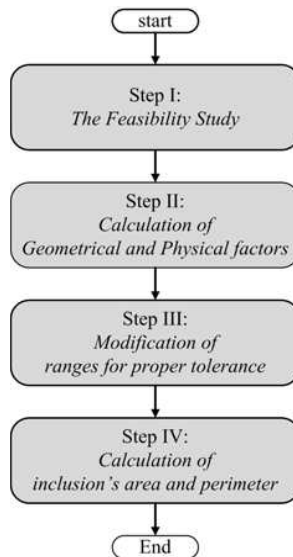 start
Step I:
The Feasibility Study
Step II:
Calculation of
Geometrical and Physical factors
Step III:
Modification of
ranges for proper tolerance
Step IV:
Calculation of
inclusion's area and perimeter
End